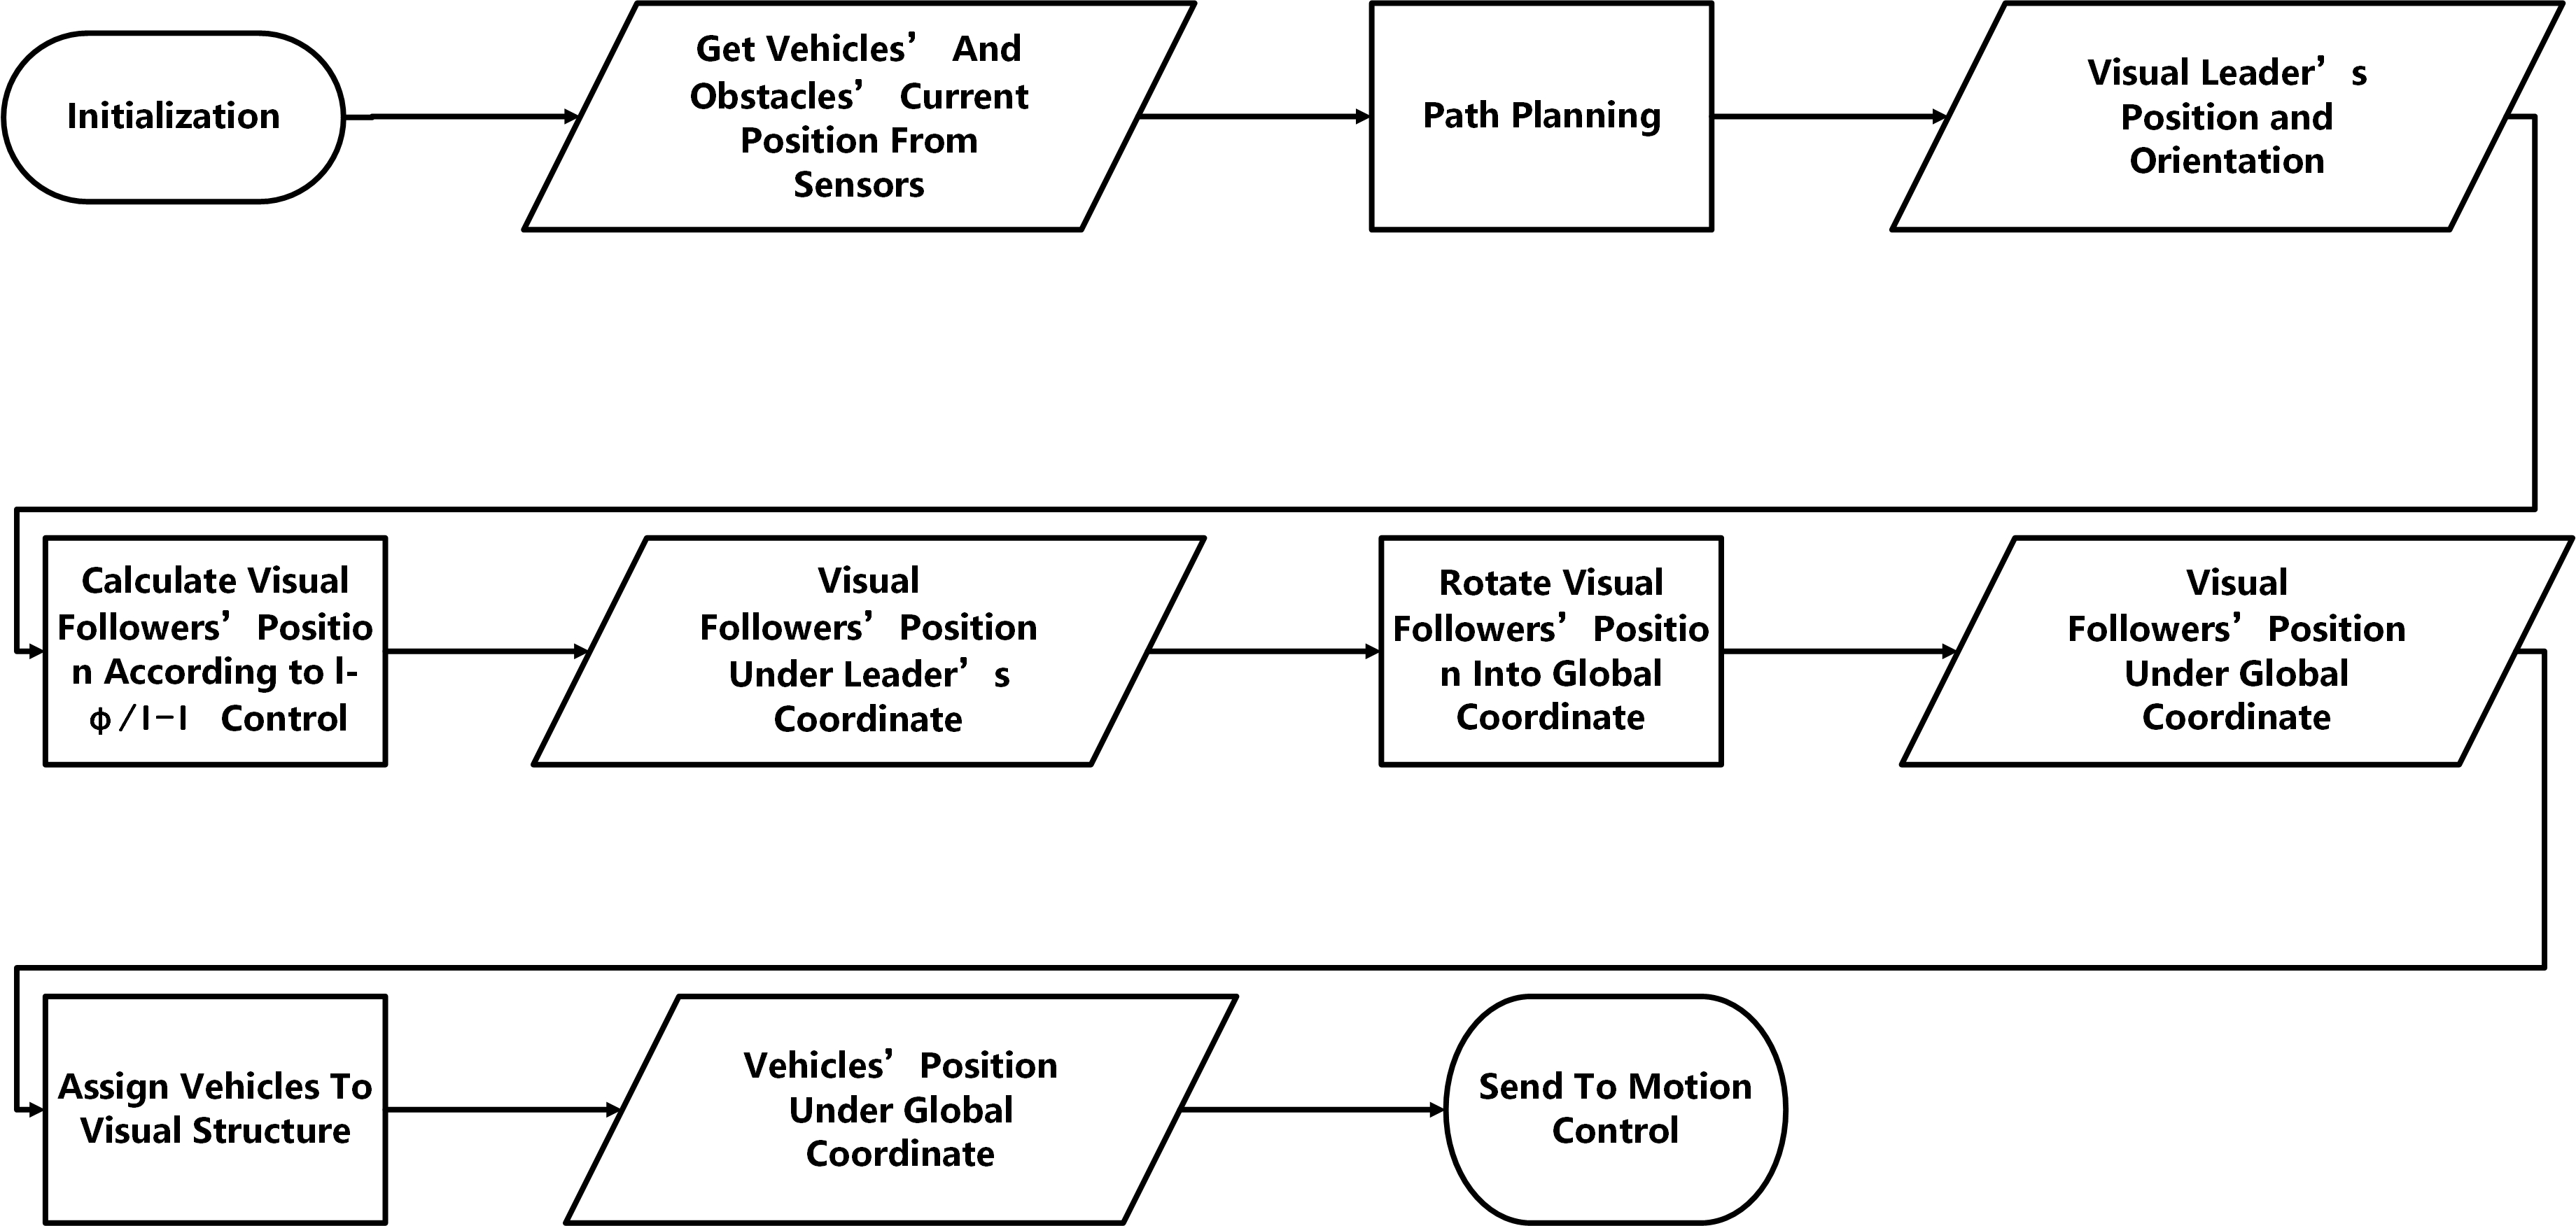 Initialization
Get Vehicles’ And
Obstacles’ Current
Position From
Sensors
Path Planning
Visual Leader’s
Position and
Orientation
Calculate Visual
Followers’ Positio
n According to l-
φ/l-l Control
Visual
Followers’ Position
Under Leader’s
Coordinate
Rotate Visual
Followers’ Positio
n Into Global
Coordinate
Visual
Followers’ Position
Under Global
Coordinate
Assign Vehicles To
Visual Structure
Vehicles’ Position
Under Global
Coordinate
Send To Motion
Control